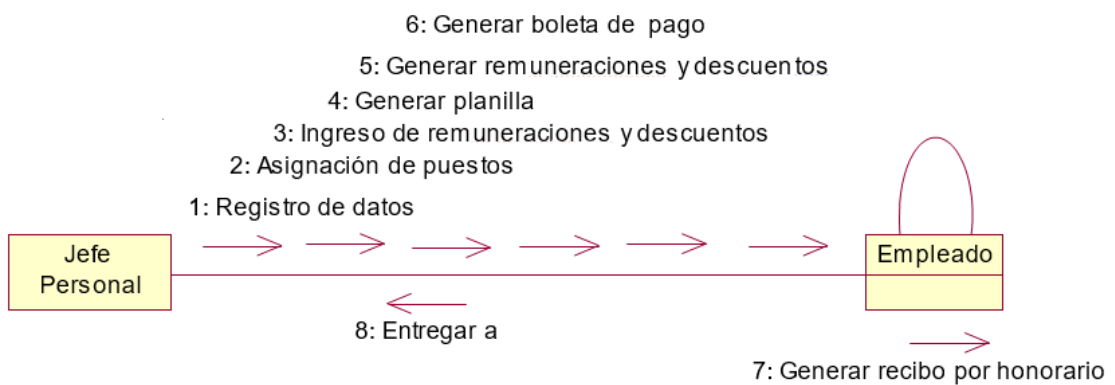 6: Generar boleta de pago
5: Generar remuneraciones y descuentos
4: Generar planilla
3: Ingreso de remuneraciones y descuentos
2: Asignación de puestos
1: Registro de datos
Jefe
Personal
Empleado
8: Entregar a
7: Generar recibo por honorario